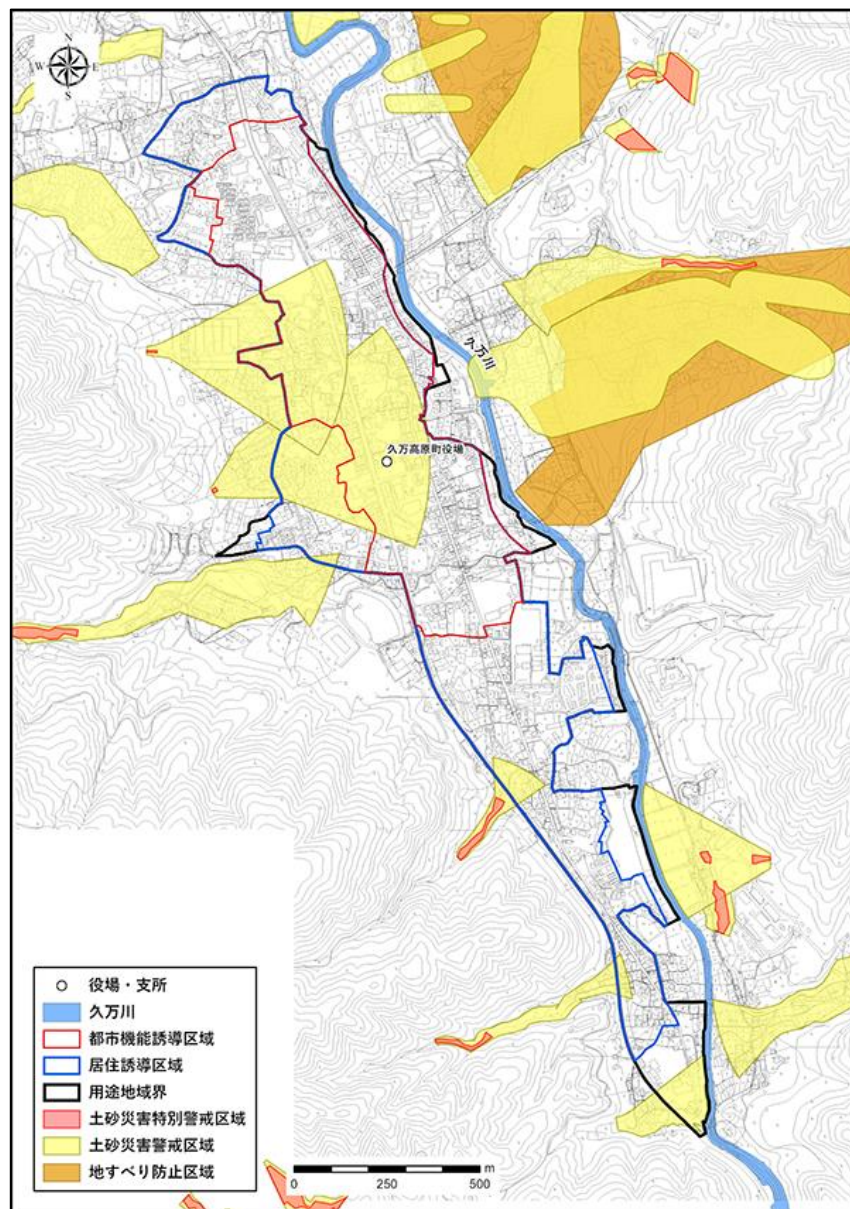 N
W E
S
久万川
久万高原町役場
役場・支所
久万川
都市機能誘導区域
居住誘導区域
用途地域界
土砂災害特別警戒区域
土砂災害警戒区域
地すべり防止区域
m
0 250 500